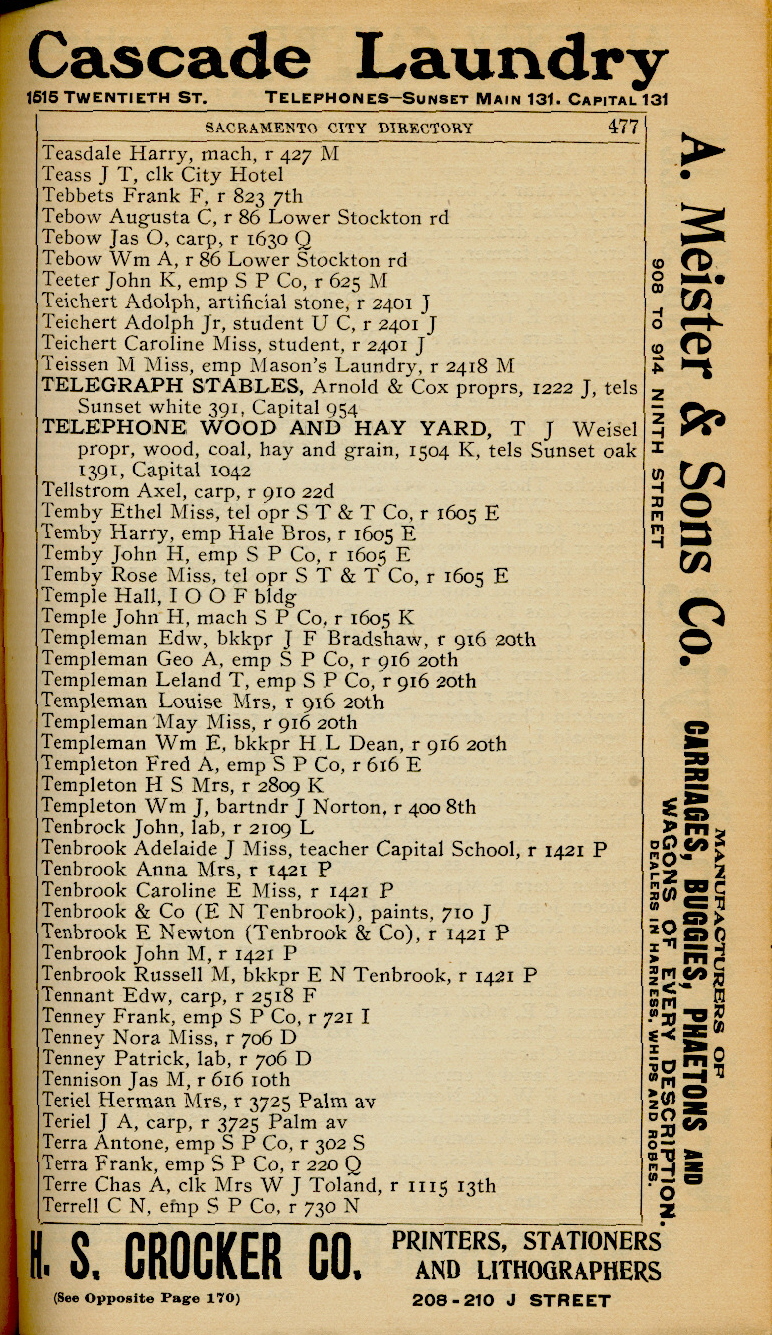 Cascade Laundry
1515 TWENTIETH ST. TELEPHONES—SUNSET MAIN 131. CAPITAL 131
SACRAMENTO CITY DIRECTORY 477
Teasdale Harry, mach, r 427 M
Teass J T, clk City Hotel
Tebbets Frank F, r 823 7th
Tebow Augusta C, r 86 Lower Stockton rd
Tebow Jas O, carp, r 1630 Q
Tebow Wm A, r 86 Lower Stockton rd
Teeter John K, emp S P Co, r 625 M
Teichert Adolph, artificial stone, r 2401 J
Teichert Adolph Jr, student U C, r 2401 J
Teichert Caroline Miss, student, r 2401 J
Teissen M Miss, emp Mason's Laundry, r 2418 M
TELEGRAPH STABLES, Arnold & Cox proprs, 1222 J, tels
Sunset white 391, Capital 954
TELEPHONE WOOD AND HAY YARD, T J Weisel
propr, wood, coal, hay and grain, 1504 K, tels Sunset oak
1391, Capital 1042
Tellstrom Axel, carp, r 910 22d
Temby Ethel Miss, tel opr S T & T Co, r 1605 E
Temby Harry, emp Hale Bros, r 1605 E
Temby John H, emp S P Co, r 1605 E
Temby Rose Miss, tel opr S T & T Co, r 1605 E
Temple Hall, I O O F bldg
Temple John H, mach S P Co, r 1605 K
Templeman Edw, bkkpr J F Bradshaw, r 916 20th
Templeman Geo A, emp S P Co, r 916 20th
Templeman Leland T, emp S P Co, r 916 20th
Templeman Louise Mrs, r 916 20th
Templeman May Miss, r 916 20th
Templeman Wm E, bkkpr H L Dean, r 916 20th
Templeton Fred A, emp S P Co, r 616 E
Templeton H S Mrs, r 2809 K
Templeton Wm J, bartndr J Norton, r 400 8th
Tenbrock John, lab, r 2109 L
Tenbrook Adelaide J Miss, teacher Capital School, r 1421 P
Tenbrook Anna Mrs, r 1421 P
Tenbrook Caroline E Miss, r 1421 P
Tenbrook & Co (E N Tenbrook), paints, 710 J
Tenbrook E Newton (Tenbrook & Co), r 1421 P
Tenbrook John M, r 1421 P
Tenbrook Russell M, bkkpr E N Tenbrook, r 1421 P
Tennant Edw, carp, r 2518 F
Tenney Frank, emp S P Co, r 721 I
Tenney Nora Miss, r 706 D
Tenney Patrick, lab, r 706 D
Tennison Jas M, r 616 10th
Teriel Herman Mrs, r 3725 Palm av
Teriel J A, carp, r 3725 Palm av
Terra Antone, emp S P Co, r 302 S
Terra Frank, emp S P Co, r 220 Q
Terre Chas A, clk Mrs W J Toland, r 1115 13th
Terrell C N, emp S P Co, r 730 N
A. Meister & Sons Co.
908 TO 914 NINTH STREET
MANUFACTURERS OF
CARRIAGES, BUGGIES, PHAETONS AND
WAGONS OF EVERY DESCRIPTION.
DEALERS IN HARNESS, WHIPS AND ROBES.
H. S. CROCKER CO.
(See Opposite Page 170)
PRINTERS, STATIONERS
AND LITHOGRAPHERS
208-210 J STREET